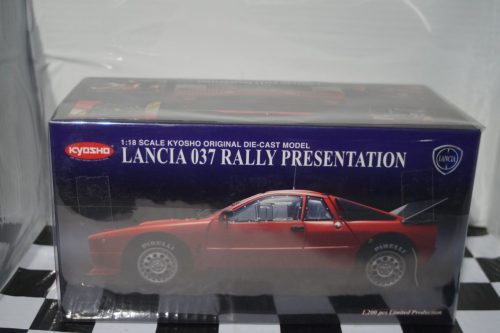 1:18 SCALE KYOSHO ORIGINAL DIE-CAST MODEL
KYOSHO
LANCIA 037 RALLY PRESENTATION
LANCIA
PIRELLI
PIRELLI
1,200 pcs Limited Production